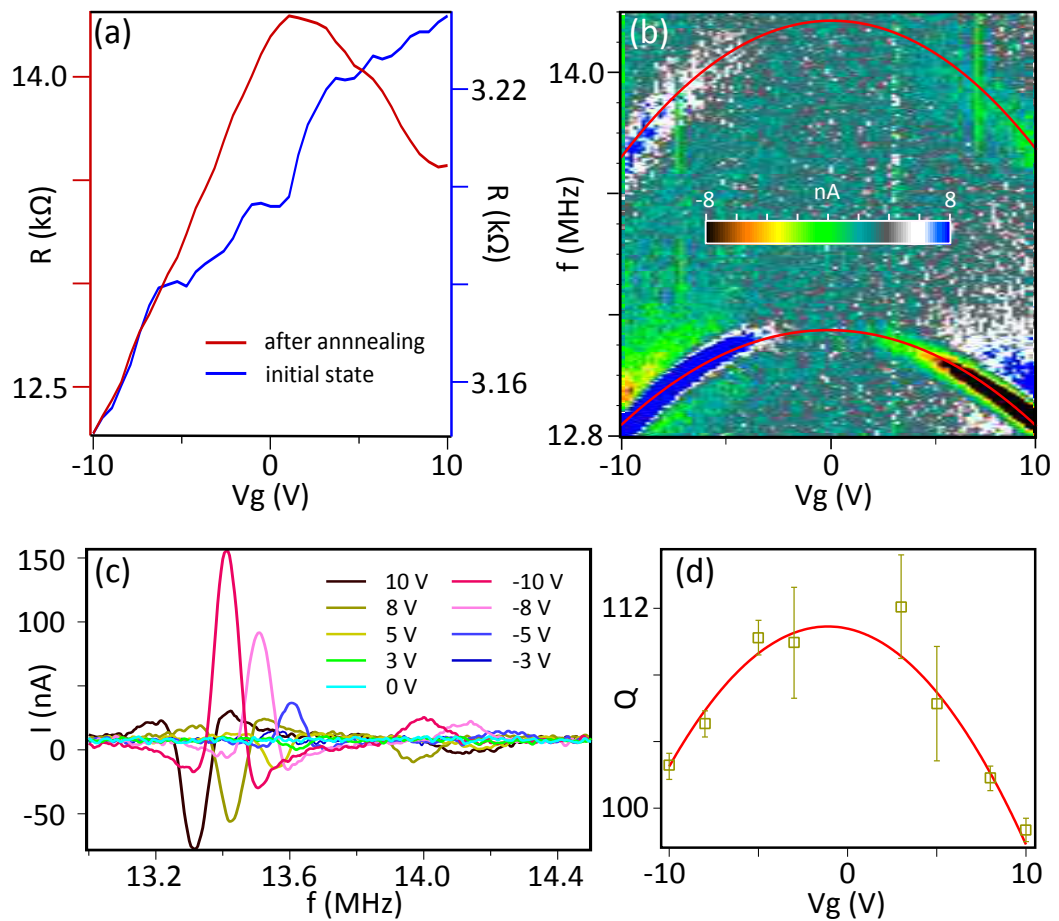 (a)
14.0
12.5
R (kΩ)
3.22
3.16
R (kΩ)
after annnealing
initial state
-10
0
10
Vg (V)
(b)
14.0
12.8
f (MHz)
-8
nA
8
-10
0
10
Vg (V)
(c)
150
100
50
0
-50
I (nA)
10 V
-10 V
8 V
-8 V
5 V
-5 V
3 V
-3 V
0 V
13.2
13.6
14.0
14.4
f (MHz)
(d)
112
100
Q
-10
0
10
Vg (V)